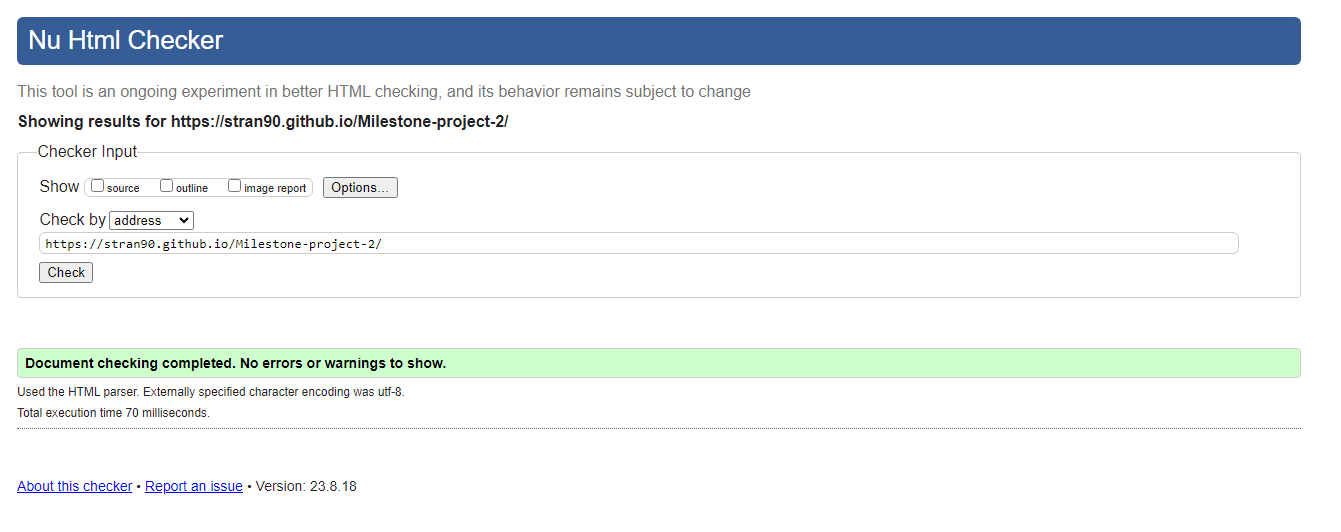 Nu Html Checker
This tool is an ongoing experiment in better HTML checking, and its behavior remains subject to change
Showing results for https://stran90.github.io/Milestone-project-2/
Checker Input
Show source outline image report Options...
Check by address
https://stran90.github.io/Milestone-project-2/
Check
Document checking completed. No errors or warnings to show.
Used the HTML parser. Externally specified character encoding was utf-8.
Total execution time 70 milliseconds.
About this checker • Report an issue • Version: 23.8.18